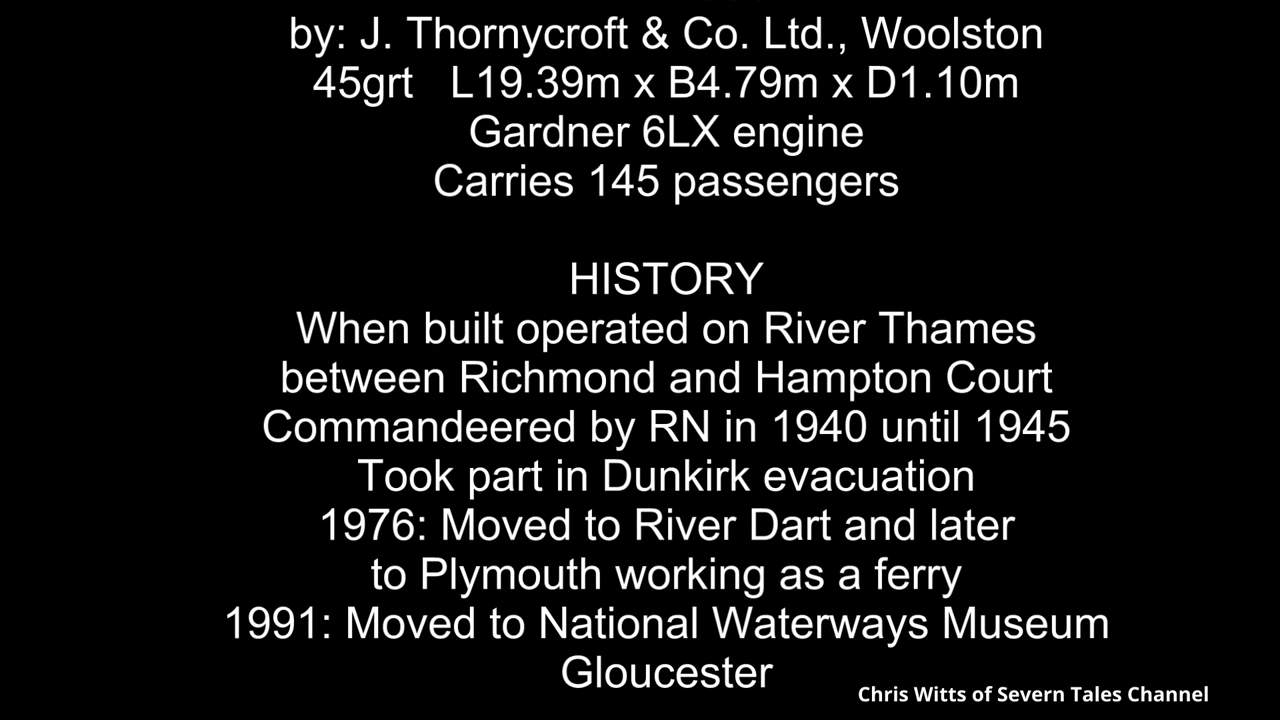 by: J. Thornycroft & Co. Ltd., Woolston
45grt L19.39m x B4.79m x D1.10m
Gardner 6LX engine
Carries 145 passengers
HISTORY
When built operated on River Thames
between Richmond and Hampton Court
Commandeered by RN in 1940 until 1945
Took part in Dunkirk evacuation
1976: Moved to River Dart and later
to Plymouth working as a ferry
1991: Moved to National Waterways Museum
Gloucester
Chris Witts of Severn Tales Channel